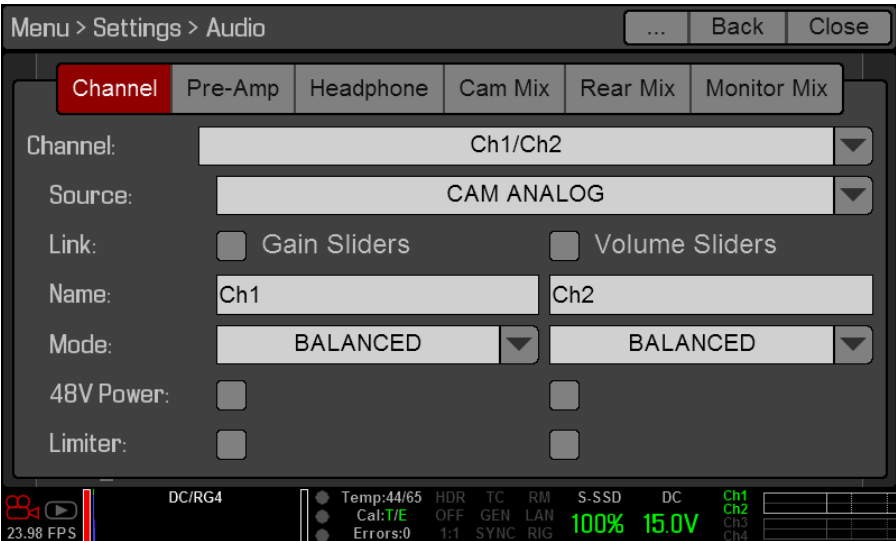 Menu > Settings > Audio ... Back Close
Channel Pre-Amp Headphone Cam Mix Rear Mix Monitor Mix
Channel: Ch1/Ch2
Source: CAM ANALOG
Link: Gain Sliders Volume Sliders
Name: Ch1 Ch2
Mode: BALANCED BALANCED
48V Power:
Limiter:
DC/RG4 Temp:44/65 HDR TC RM S-SSD DC Ch1
Cal:T/E OFF GEN LAN 100% 15.0V Ch2
Ch3
23.98 FPS Errors:0 1:1 SYNC RIG Ch4